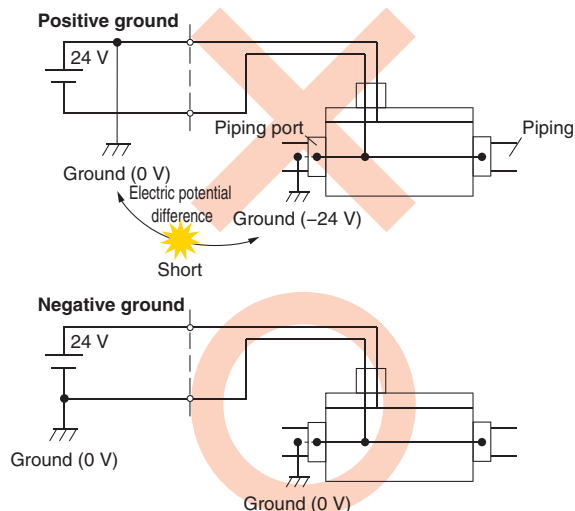 Positive ground
24 V
Piping port
Piping
Ground (0 V)
Electric potential
difference
Ground (−24 V)
Short
Negative ground
24 V
Ground (0 V)
Ground (0 V)